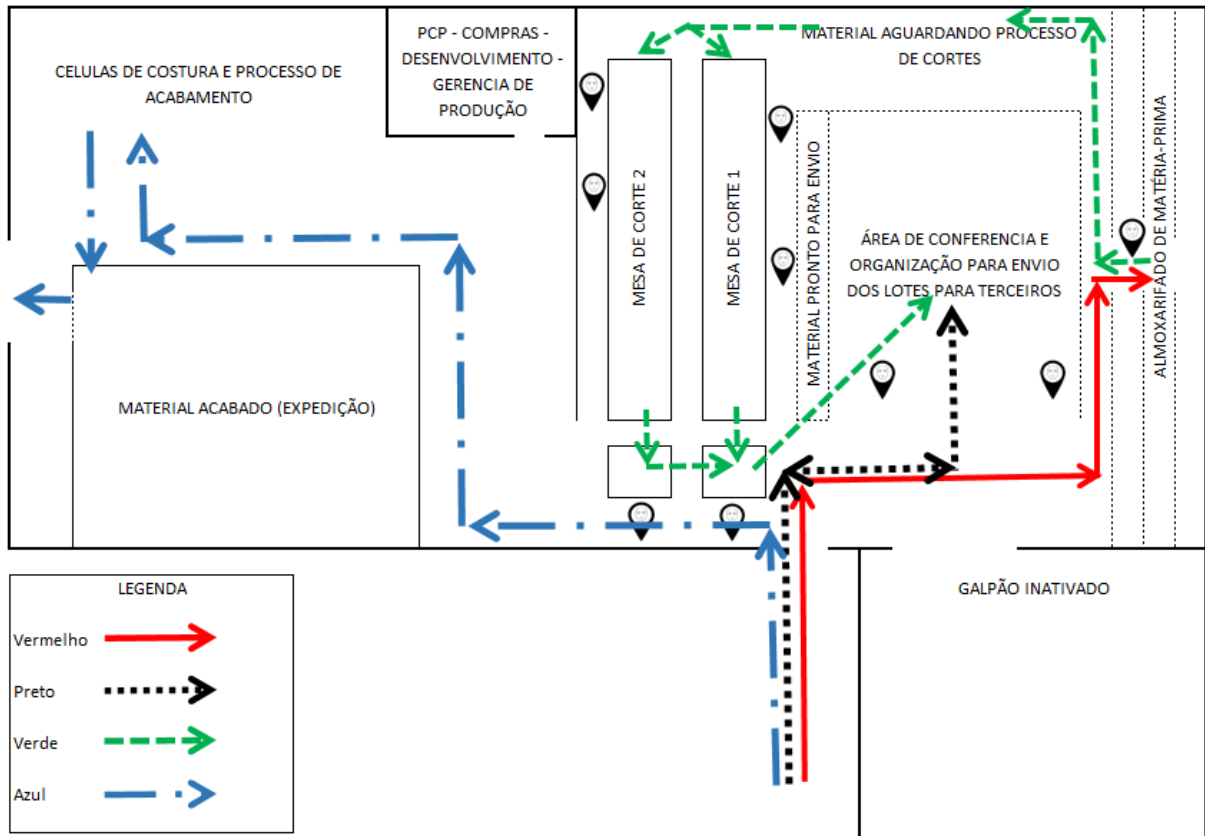 CELULAS DE COSTURA E PROCESSO DE
ACABAMENTO
PCP - COMPRAS -
DESENVOLVIMENTO -
GERENCIA DE
PRODUÇÃO
MATERIAL AGUARDANDO PROCESSO
DE CORTES
MESA DE CORTE 2
MESA DE CORTE 1
MATERIAL PRONTO PARA ENVIO
ÁREA DE CONFERENCIA E
ORGANIZAÇÃO PARA ENVIO
DOS LOTES PARA TERCEIROS
ALMOXARIFADO DE MATÉRIA-PRIMA
MATERIAL ACABADO (EXPEDIÇÃO)
LEGENDA
Vermelho
Preto
Verde
Azul
GALPÃO INATIVADO